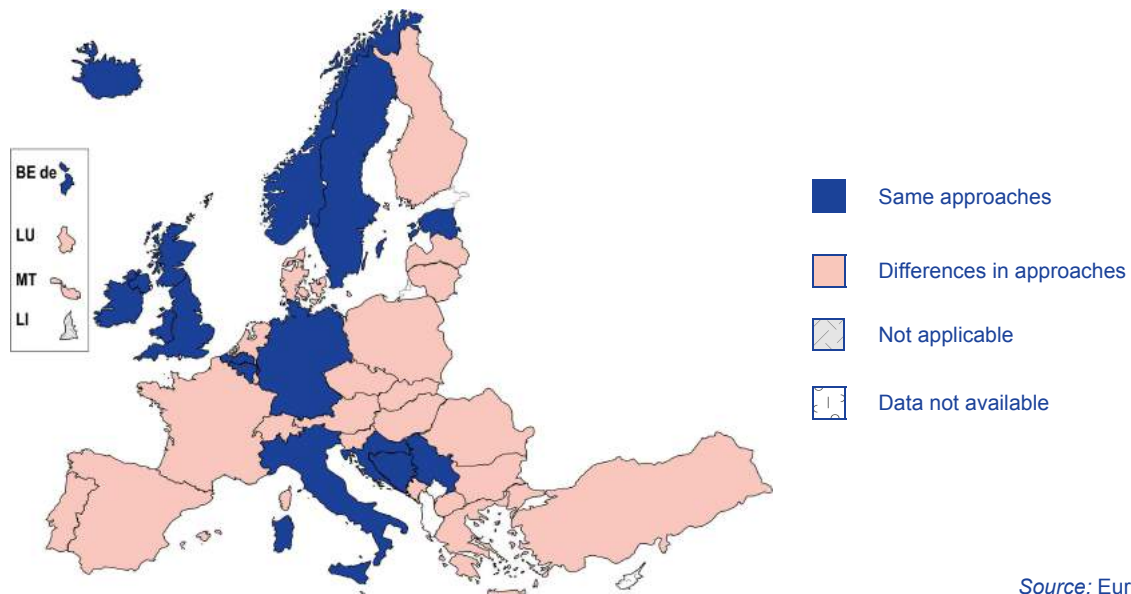 BE de
LU
MT
LI
Same approaches
Differences in approaches
Not applicable
Data not available
Source: Eur